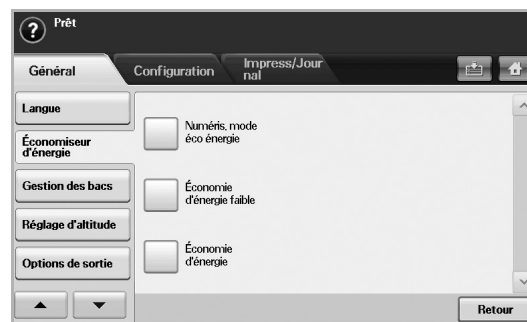 Prêt
Général
Configuration
Impress/Jour
nal
Langue
Économiseur
d'énergie
Gestion des bacs
Réglage d'altitude
Options de sortie
Numéris, mode
éco énergie
Économie
d'énergie faible
Économie
d'énergie
Retour